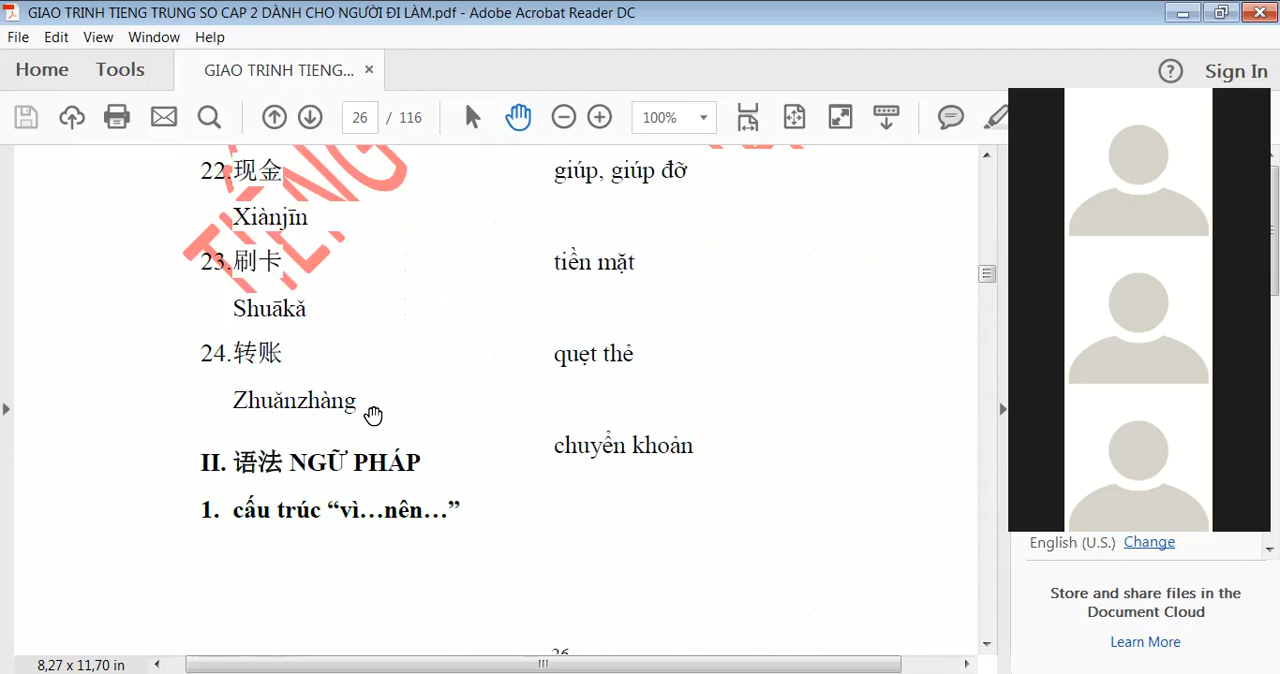 GIAO TRINH TIENG TRUNG SO CAP 2 DÀNH CHO NGƯỜI ĐI LÀM.pdf - Adobe Acrobat Reader DC
File Edit View Window Help
Home Tools GIAO TRINH TIENG... × Sign In
26 / 116 100%
22.现金 giúp, giúp đỡ
Xiànjīn
23.刷卡 tiền mặt
Shuākǎ
24.转账 quẹt thẻ
Zhuǎnzhàng
chuyển khoản
II. 语法 NGỮ PHÁP
1. cấu trúc “vì...nên...”
English (U.S.) Change
Store and share files in the
Document Cloud
Learn More
26
8,27 x 11,70 in